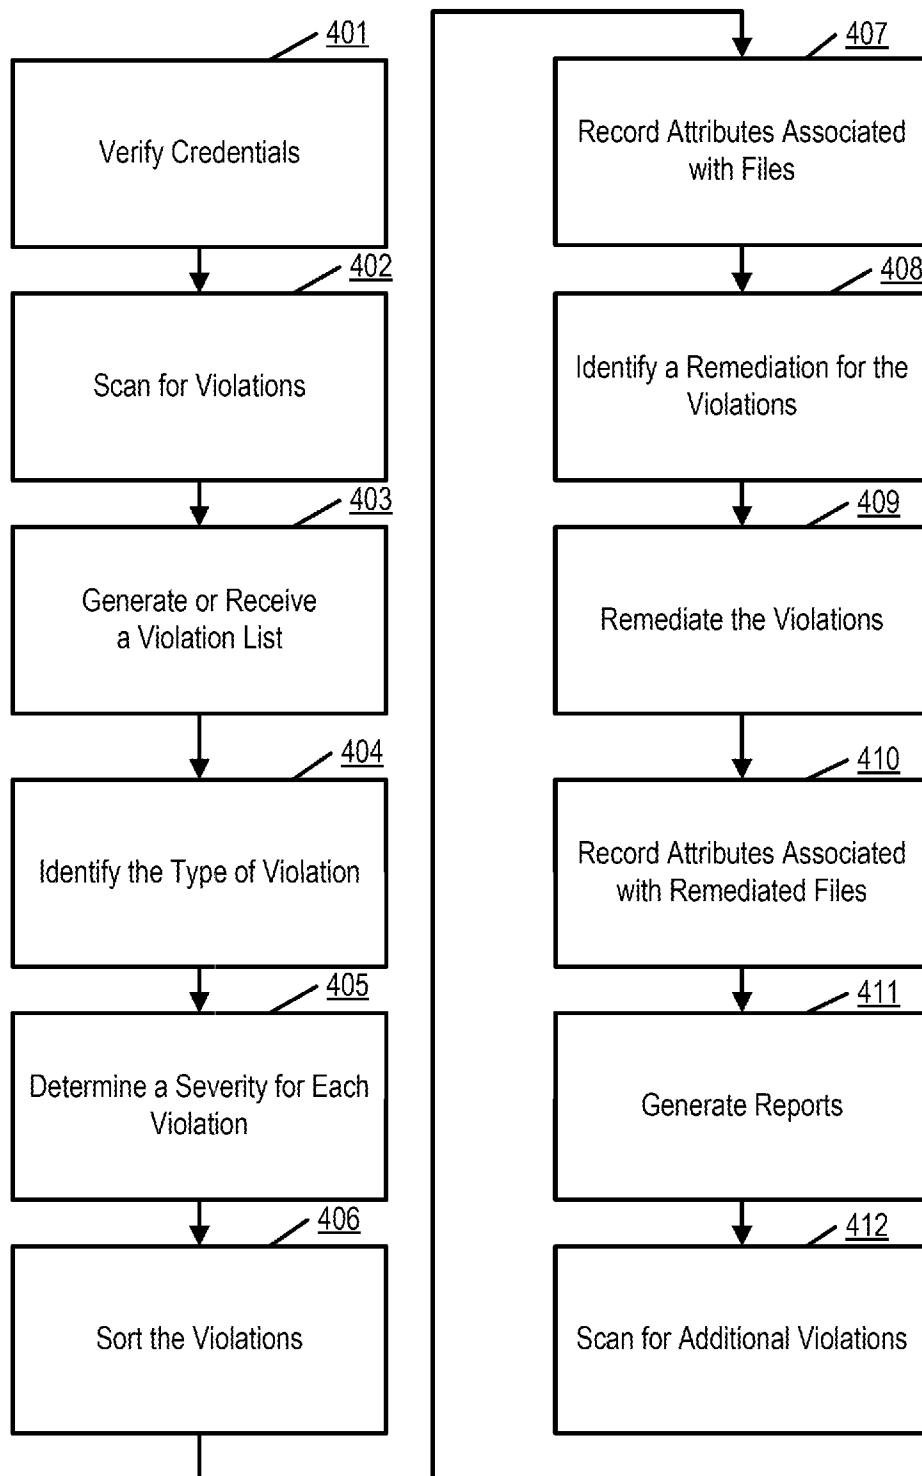 401
Verify Credentials
402
Scan for Violations
403
Generate or Receive
a Violation List
404
Identify the Type of Violation
405
Determine a Severity for Each
Violation
406
Sort the Violations
407
Record Attributes Associated
with Files
408
Identify a Remediation for the
Violations
409
Remediate the Violations
410
Record Attributes Associated
with Remediated Files
411
Generate Reports
412
Scan for Additional Violations